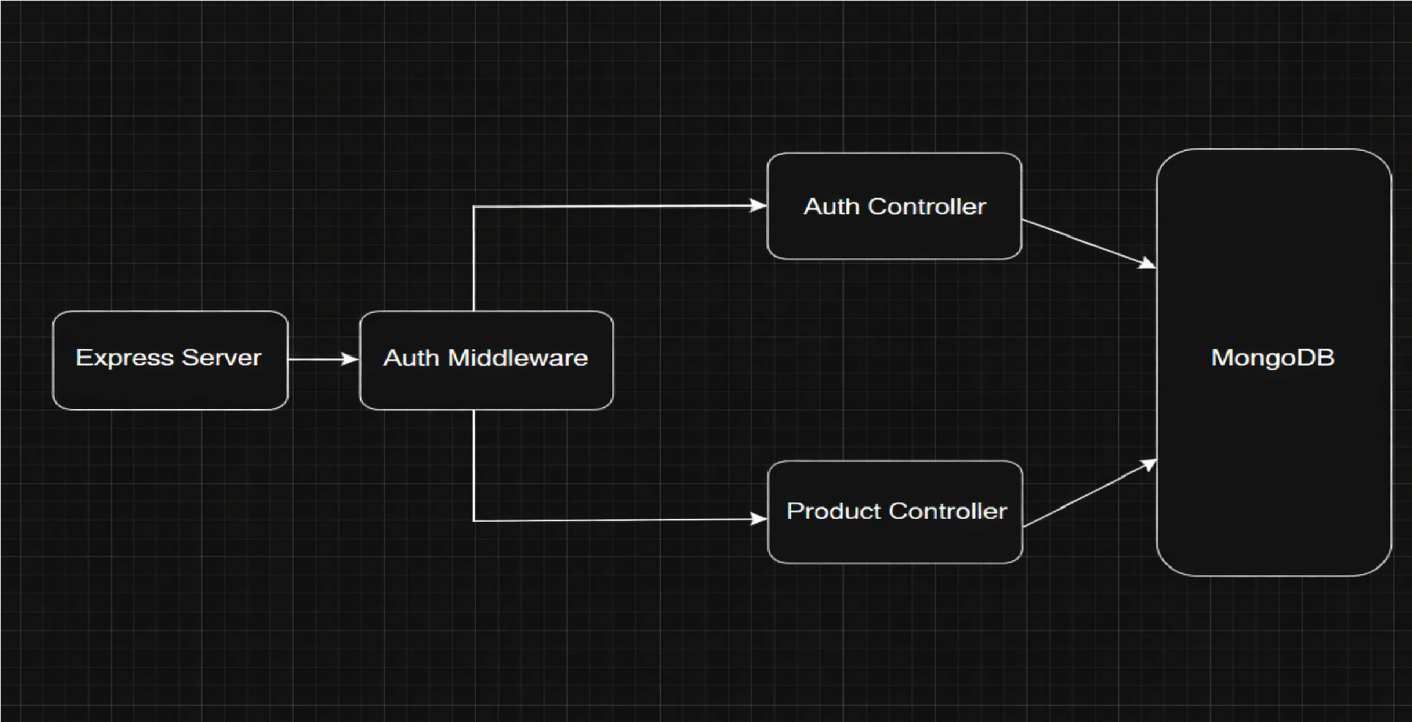 Auth Controller
Express Server
Auth Middleware
MongoDB
Product Controller